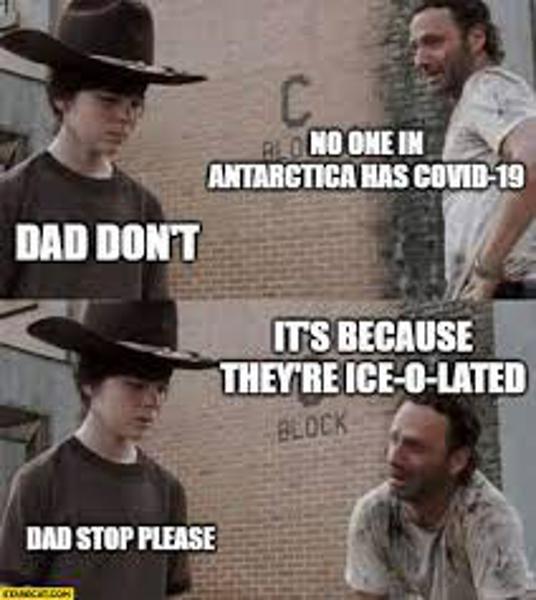 C
NO ONE IN
ANTARCTICA HAS COVID-19
DAD DON'T
IT'S BECAUSE
THEY'RE ICE-O-LATED
BLOCK
DAD STOP PLEASE